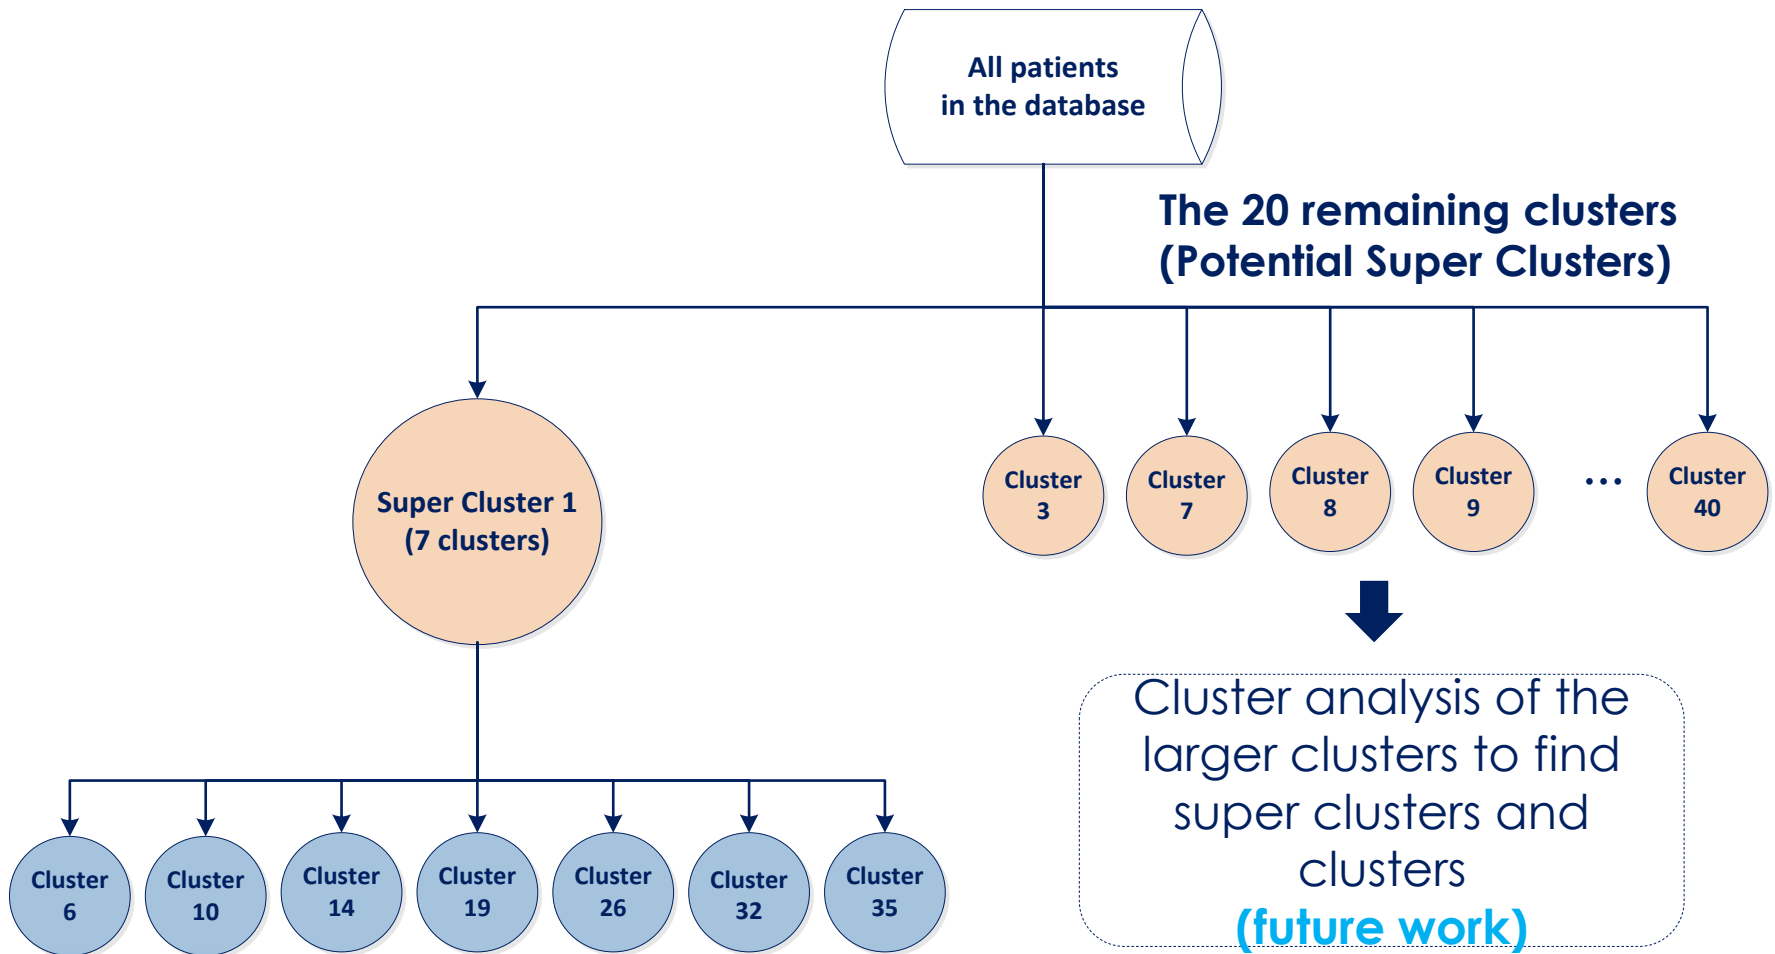 All patients
in the database
The 20 remaining clusters
(Potential Super Clusters)
Super Cluster 1
(7 clusters)
Cluster
3
Cluster
7
Cluster
8
Cluster
9
...
Cluster
40
Cluster analysis of the
larger clusters to find
super clusters and
clusters
(future work)
Cluster
6
Cluster
10
Cluster
14
Cluster
19
Cluster
26
Cluster
32
Cluster
35